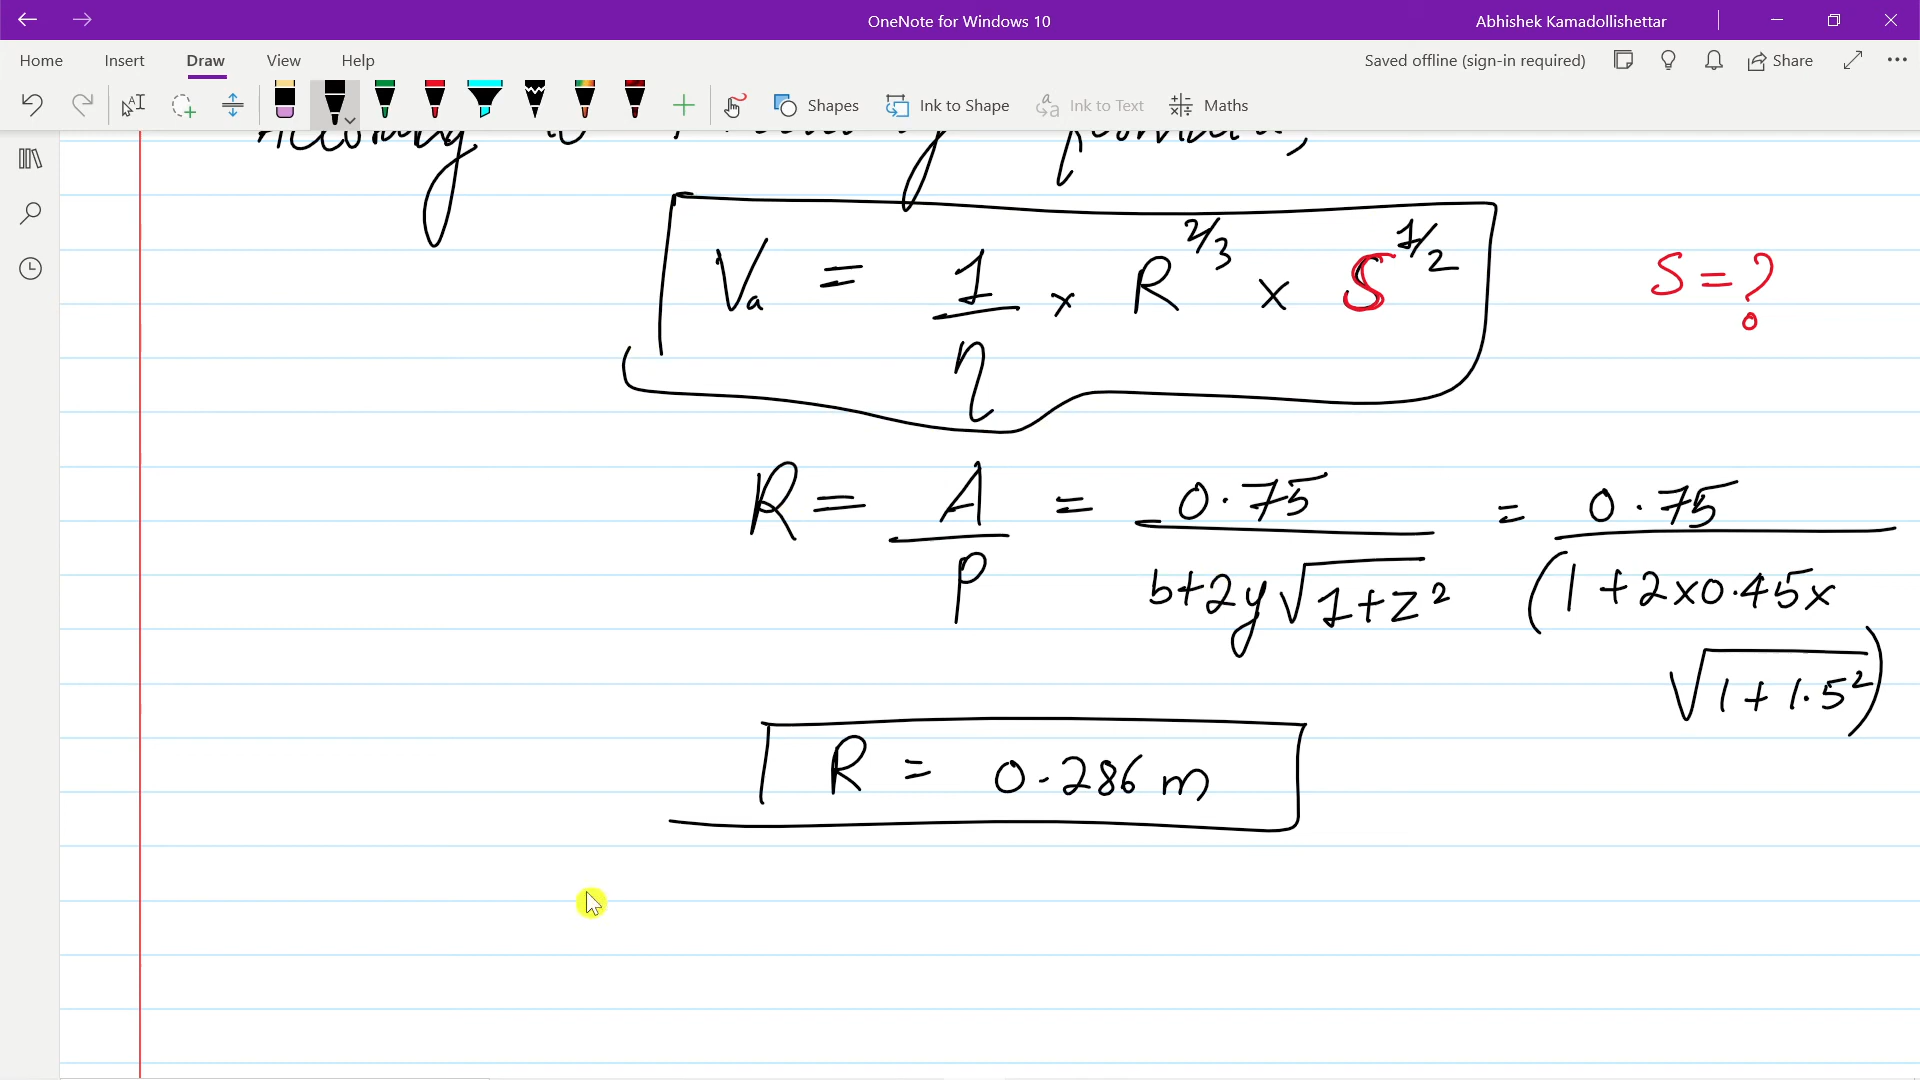 OneNote for Windows 10
Abhishek Kamadollishettar
Home Insert Draw View Help
Saved offline (sign-in required) Share
Shapes Ink to Shape Ink to Text Maths
According to
Va = 1/η × R^2/3 × S^1/2
S = ?
R = A/P = 0.75/(b+2y√1+z²) = 0.75/(1+2×0.45×
√1+1.5²)
R = 0.286 m